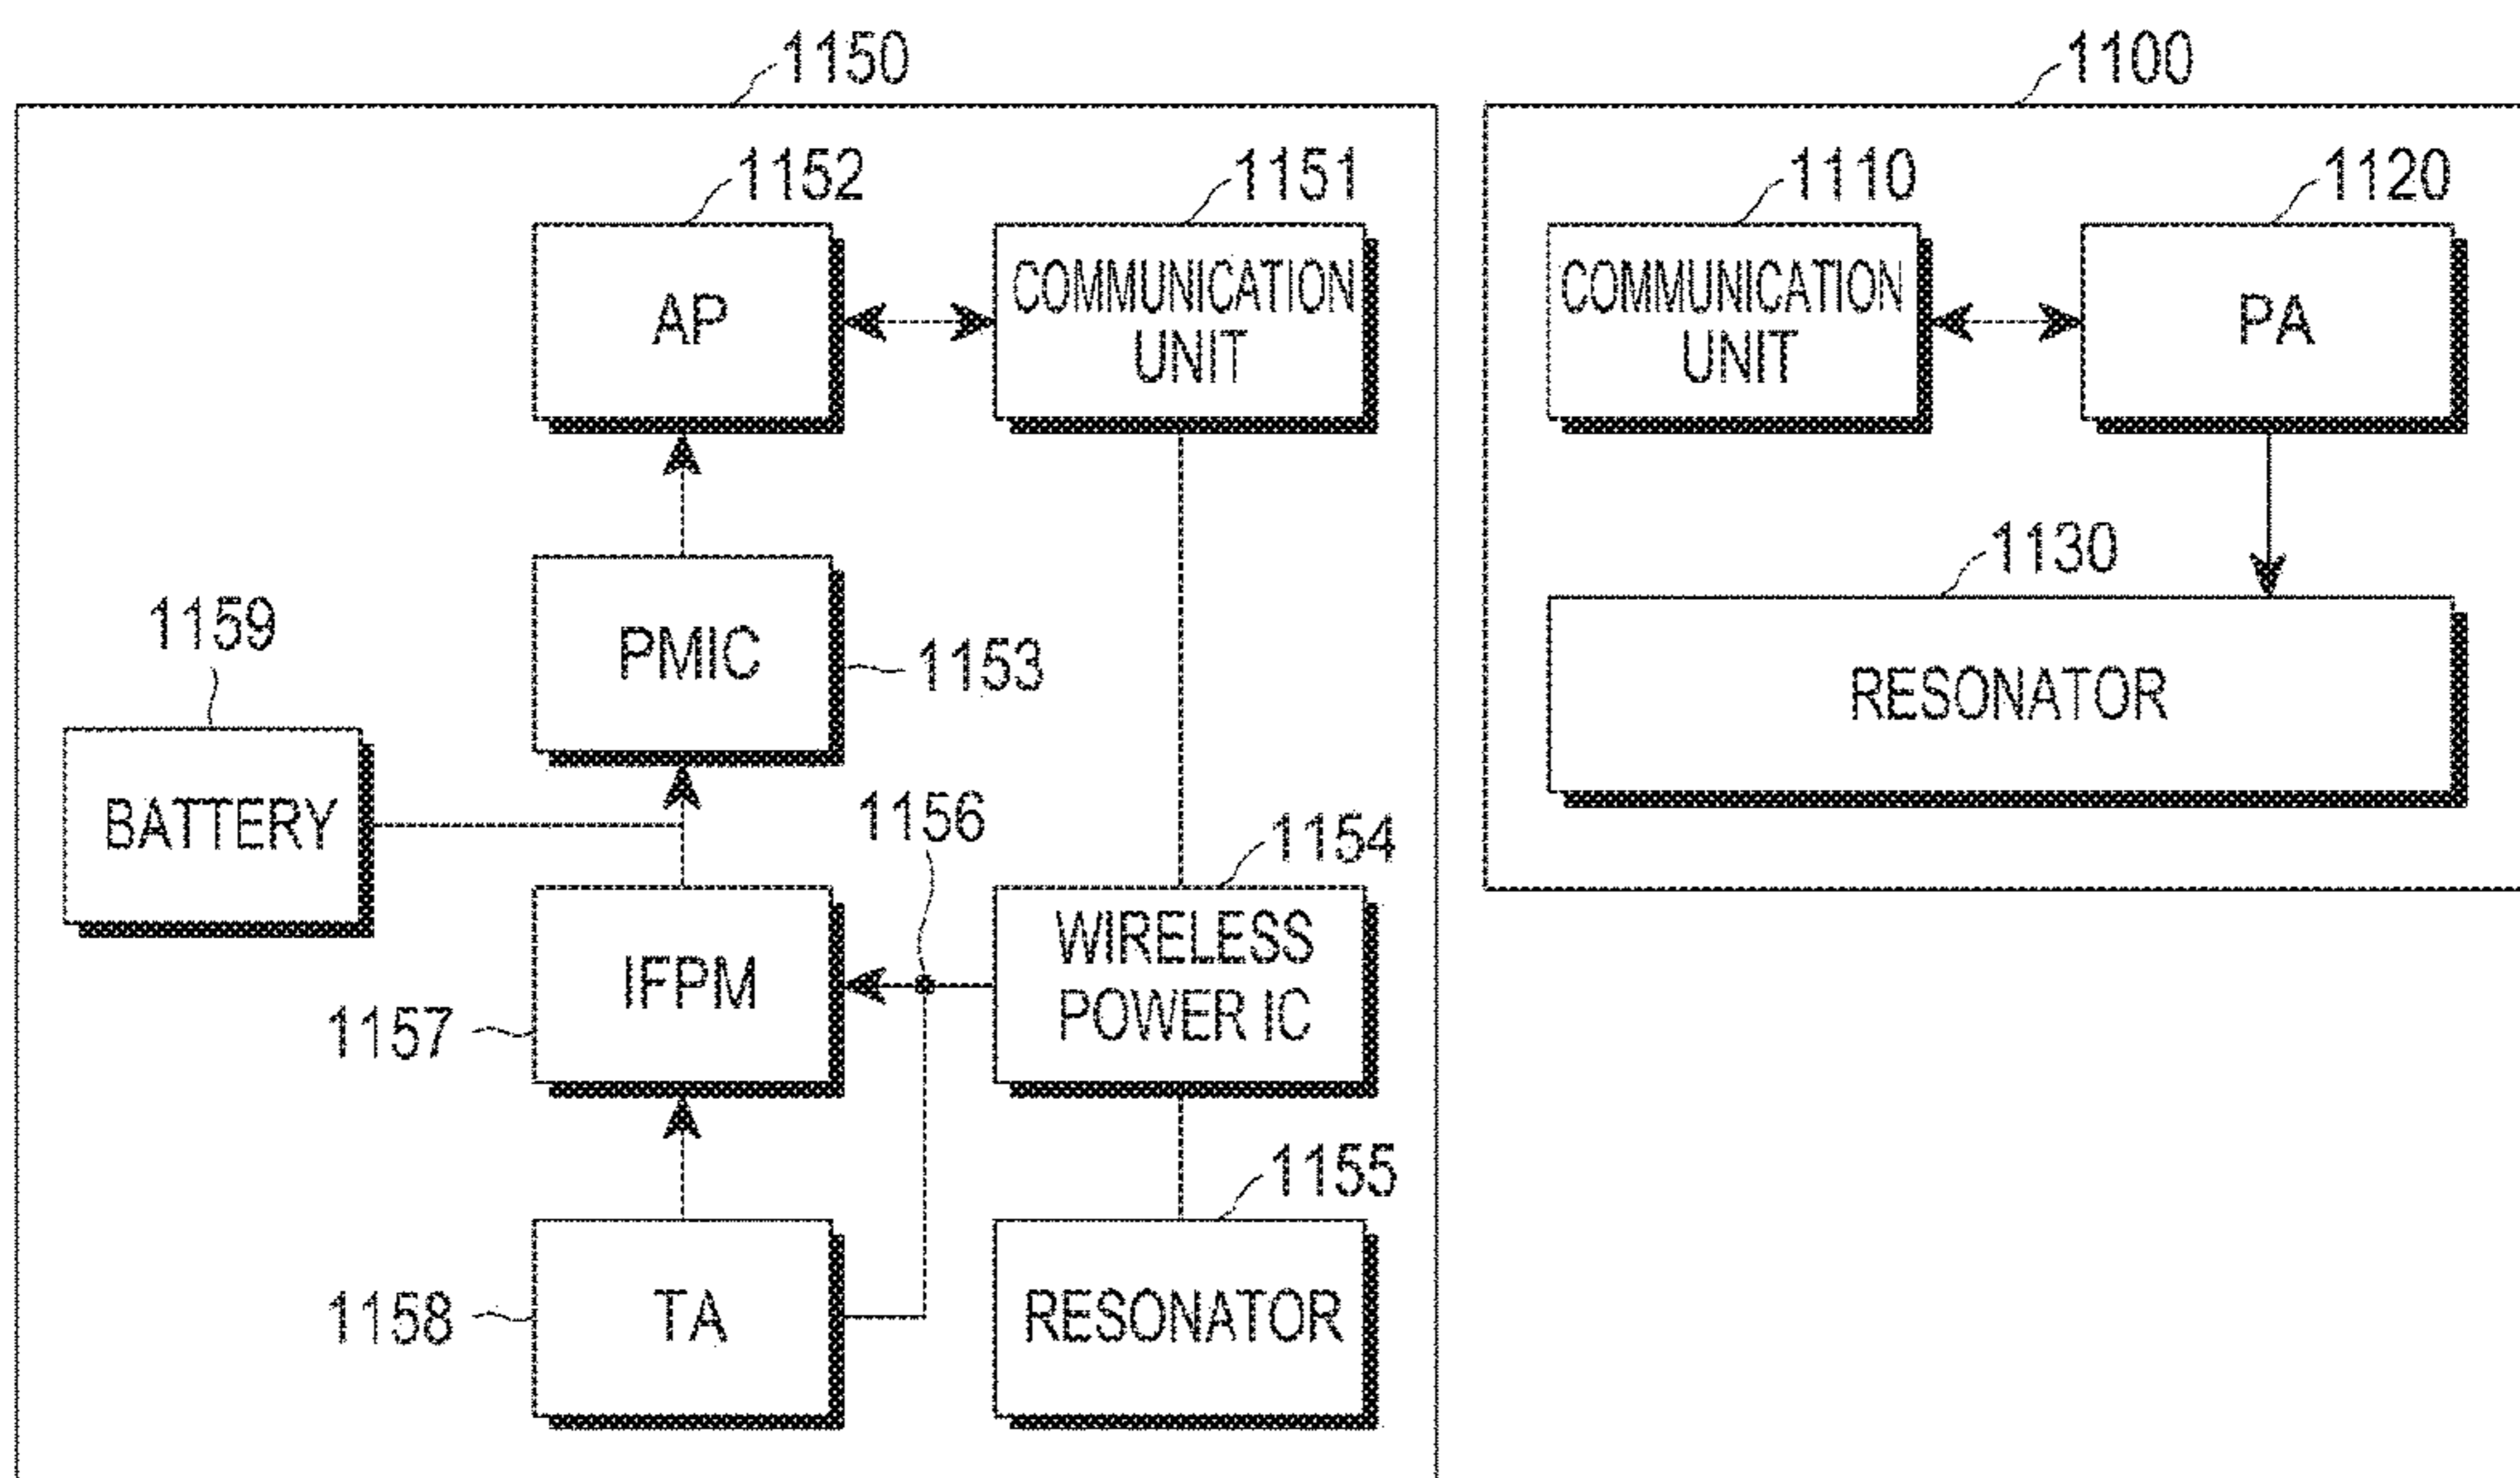 1150
1100
1152
1151
1110
1120
AP
COMMUNICATION
UNIT
COMMUNICATION
UNIT
PA
1130
1159
PMIC
1153
RESONATOR
BATTERY
1156
1154
IFPM
WIRELESS
POWER IC
1157
1155
1158
TA
RESONATOR